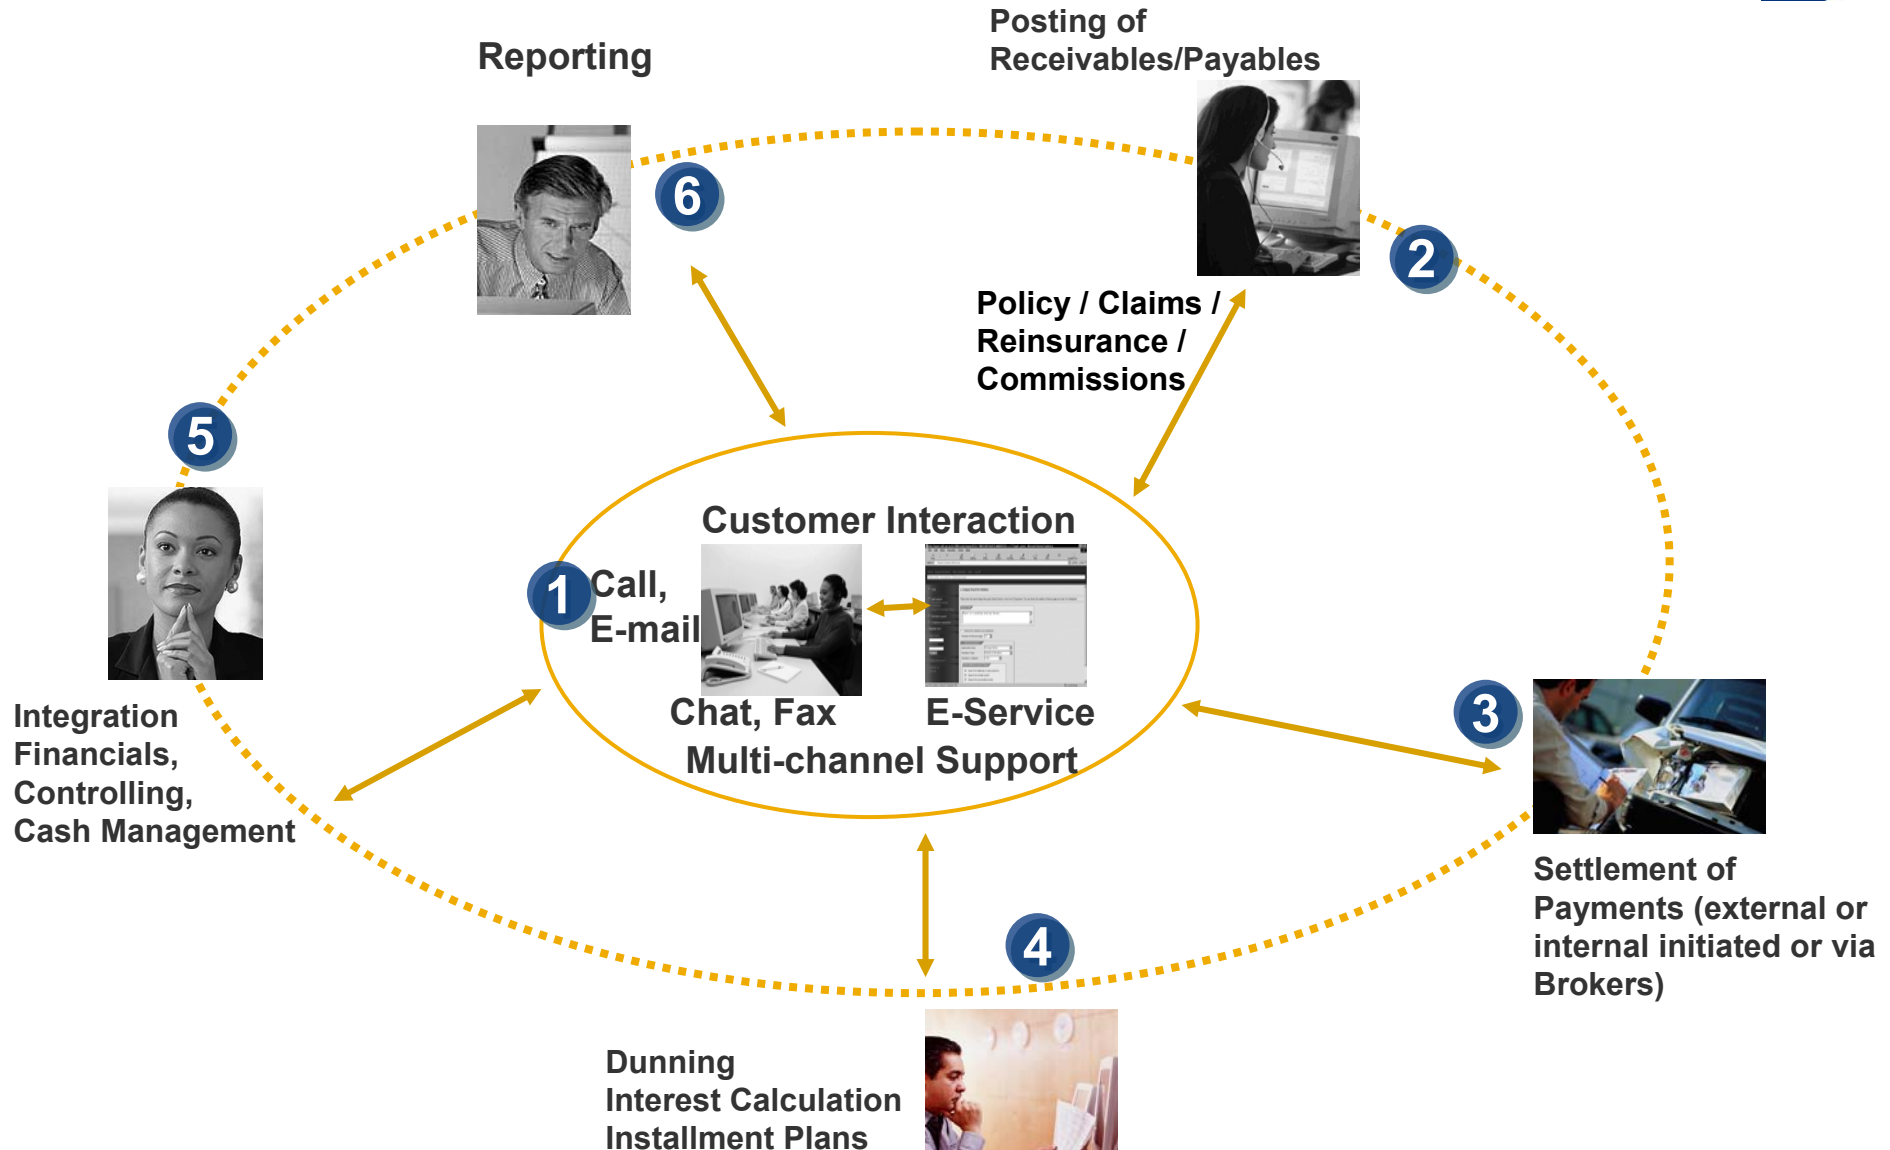 Posting of
Receivables/Payables
Reporting
6
2
Policy / Claims /
Reinsurance /
Commissions
5
Customer Interaction
1
Call,
E-mail
Chat, Fax
E-Service
Multi-channel Support
3
Integration
Financials,
Controlling,
Cash Management
Settlement of
Payments (external or
internal initiated or via
Brokers)
4
Dunning
Interest Calculation
Installment Plans